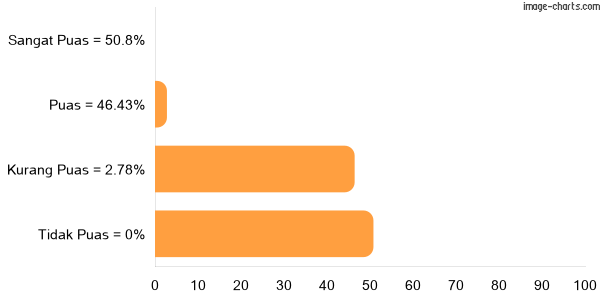 image-charts.com
Sangat Puas = 50.8%
Puas = 46.43%
Kurang Puas = 2.78%
Tidak Puas = 0%
0 10 20 30 40 50 60 70 80 90 100